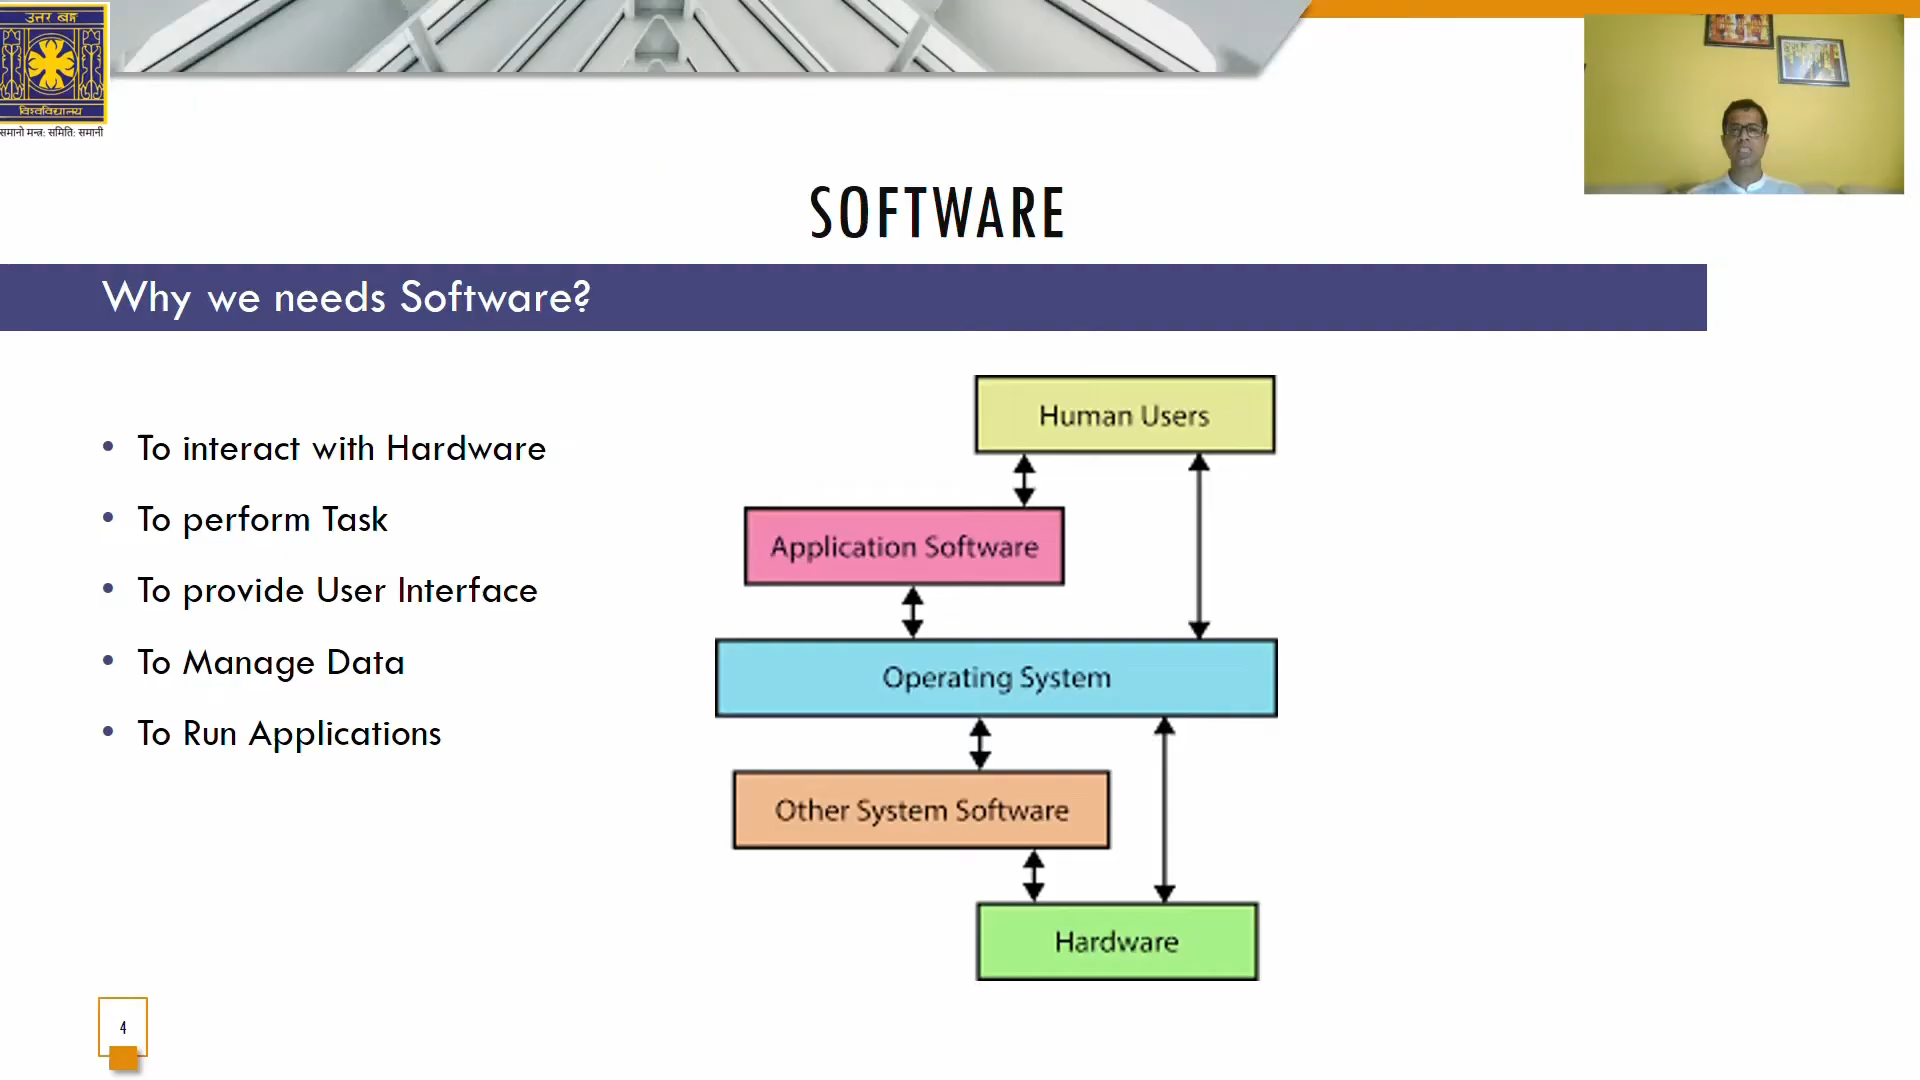 उत्तर बङ्ग
विश्वविद्यालय
समानो मन्त्र: समिति: समानी
SOFTWARE
Why we needs Software?
• To interact with Hardware
• To perform Task
• To provide User Interface
• To Manage Data
• To Run Applications
Human Users
Application Software
Operating System
Other System Software
Hardware
4